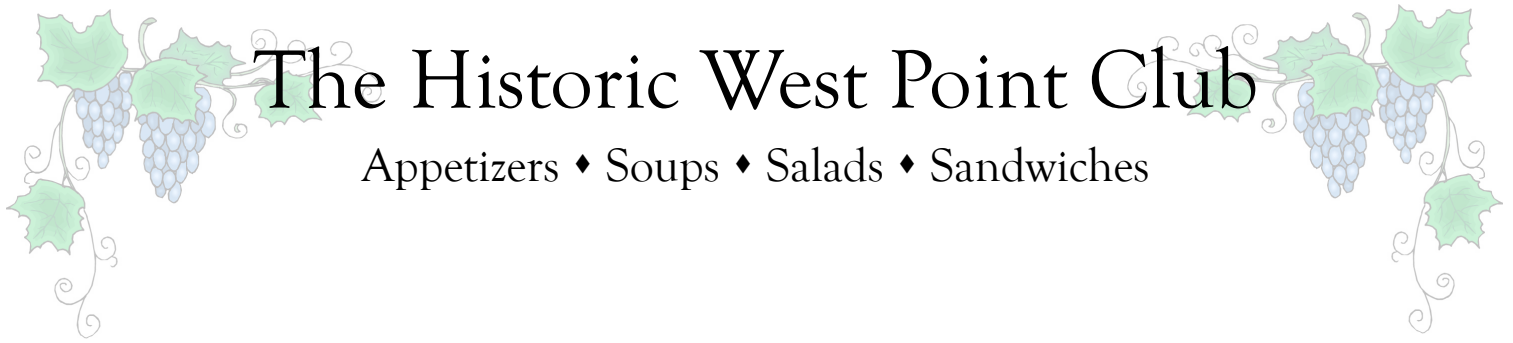 The Historic West Point Club
Appetizers ♦ Soups ♦ Salads ♦ Sandwiches